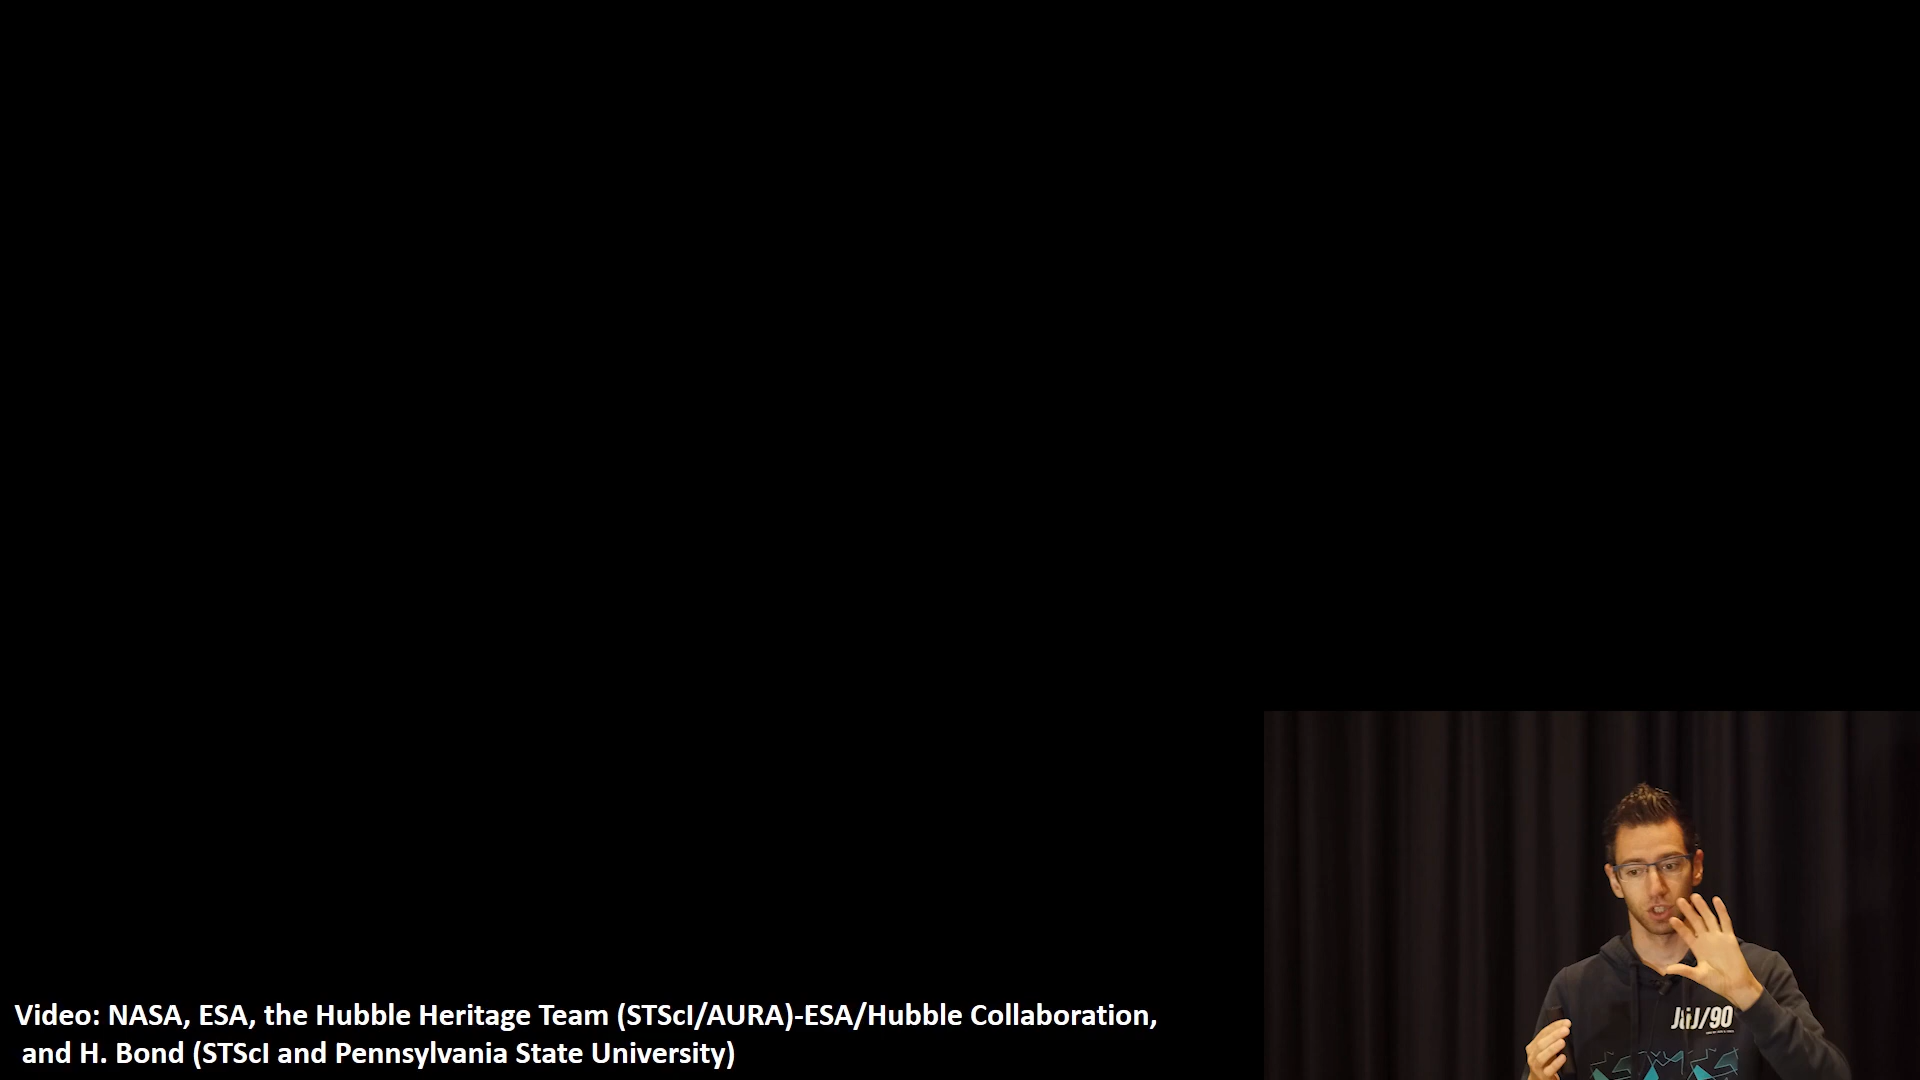 Video: NASA, ESA, the Hubble Heritage Team (STScI/AURA)-ESA/Hubble Collaboration,
and H. Bond (STScI and Pennsylvania State University)
J&J/90